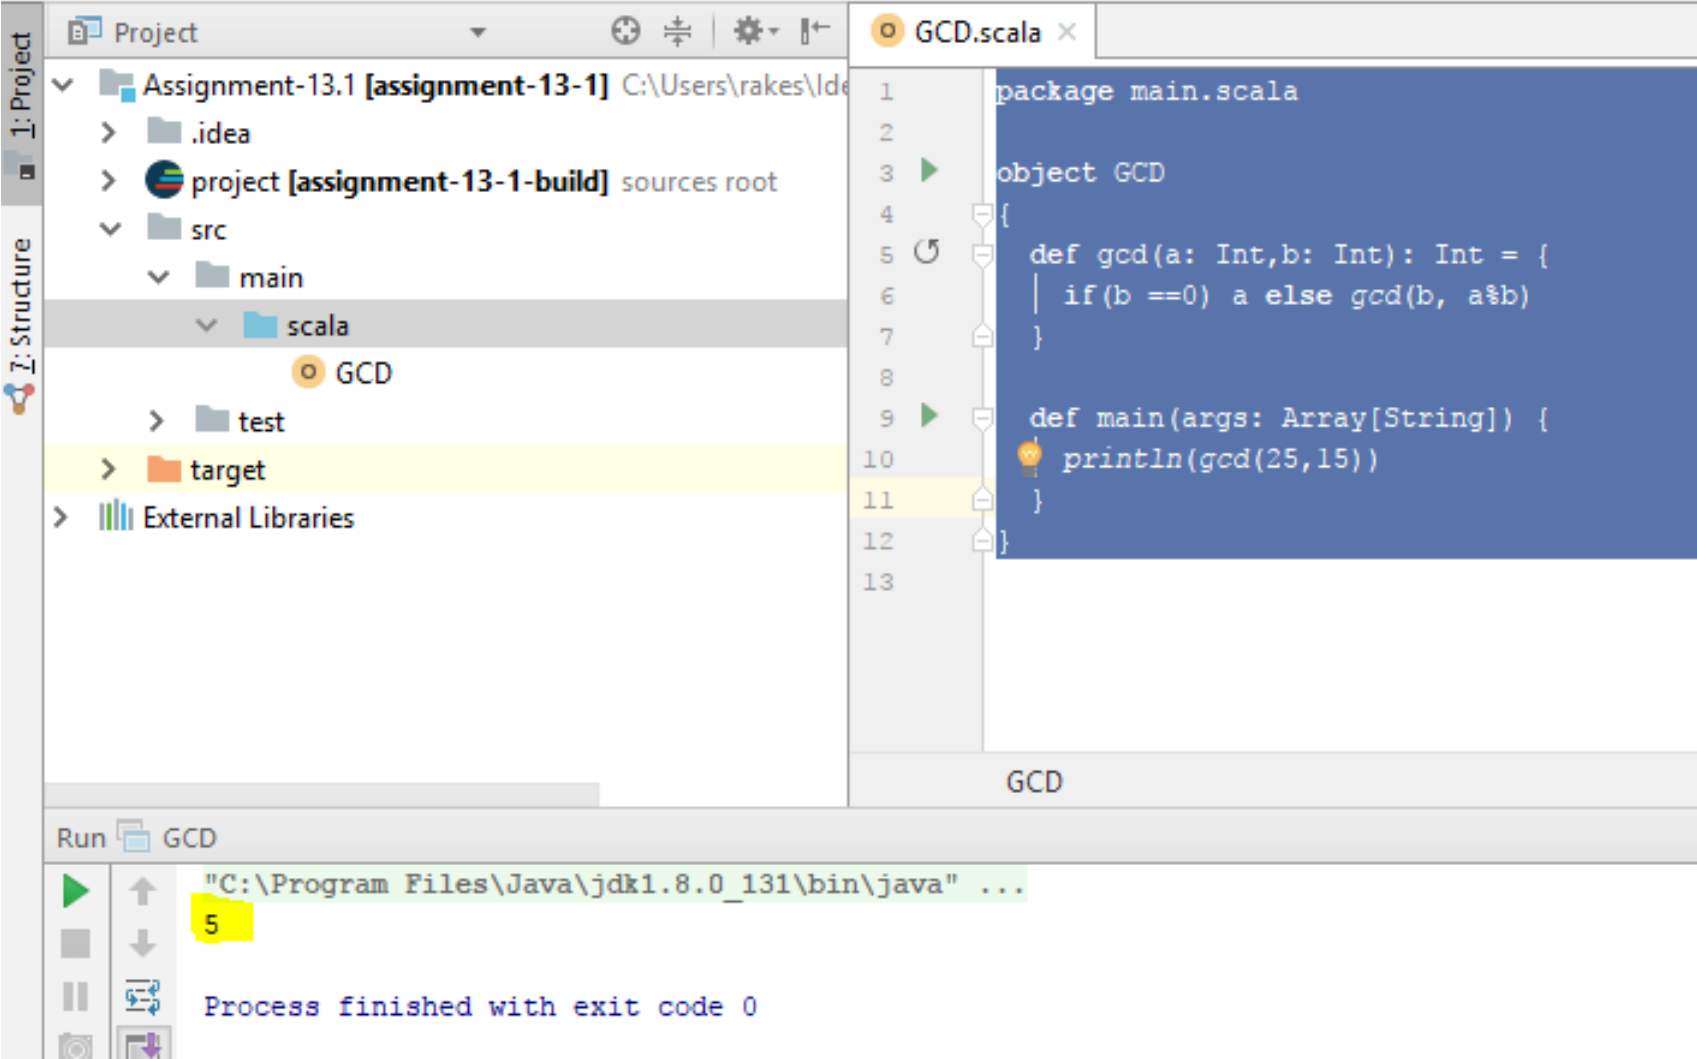 1: Project
7: Structure
Project
Assignment-13.1 [assignment-13-1] C:\Users\rakes\Ide
.idea
project [assignment-13-1-build] sources root
src
main
scala
GCD
test
target
External Libraries
GCD.scala
1 package main.scala
2
3 object GCD
4 {
5 def gcd(a: Int,b: Int): Int = {
6 if(b ==0) a else gcd(b, a%b)
7 }
8
9 def main(args: Array[String]) {
10 println(gcd(25,15))
11 }
12 }
13
GCD
Run GCD
"C:\Program Files\Java\jdk1.8.0_131\bin\java" ...
5
Process finished with exit code 0